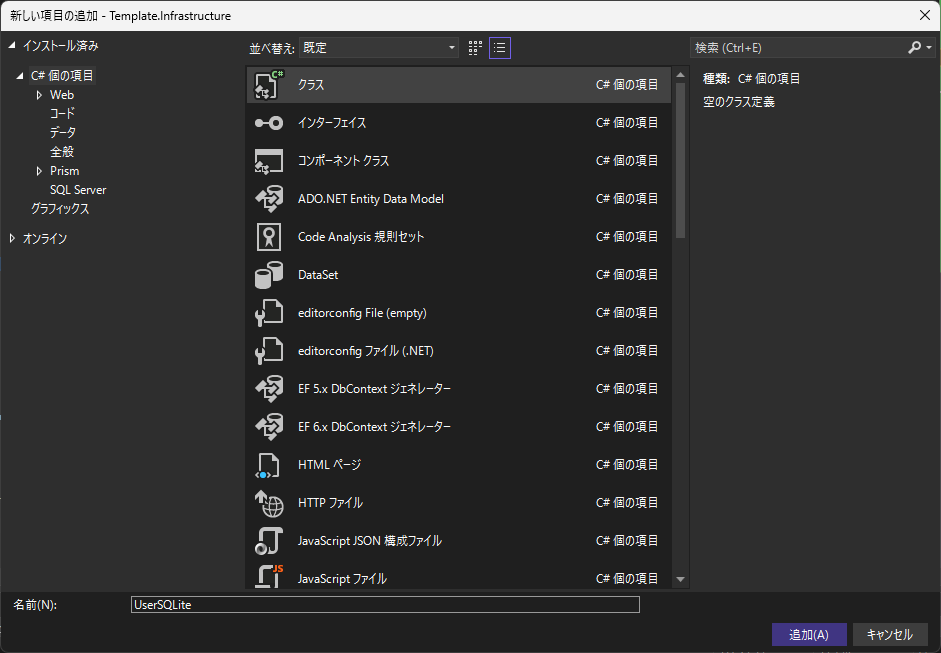 新しい項目の追加 - Template.Infrastructure
インストール済み
C# 個の項目
Web
コード
データ
全般
Prism
SQL Server
グラフィックス
オンライン
並べ替え: 既定
C#
クラス C# 個の項目
インターフェイス C# 個の項目
コンポーネント クラス C# 個の項目
ADO.NET Entity Data Model C# 個の項目
Code Analysis 規則セット C# 個の項目
DataSet C# 個の項目
editorconfig File (empty) C# 個の項目
editorconfig ファイル (.NET) C# 個の項目
EF 5.x DbContext ジェネレーター C# 個の項目
EF 6.x DbContext ジェネレーター C# 個の項目
HTML ページ C# 個の項目
HTTP ファイル C# 個の項目
JavaScript JSON 構成ファイル C# 個の項目
JS
JavaScript ファイル C# 個の項目
検索 (Ctrl+E)
種類: C# 個の項目
空のクラス定義
名前(N): UserSQLite
追加(A) キャンセル